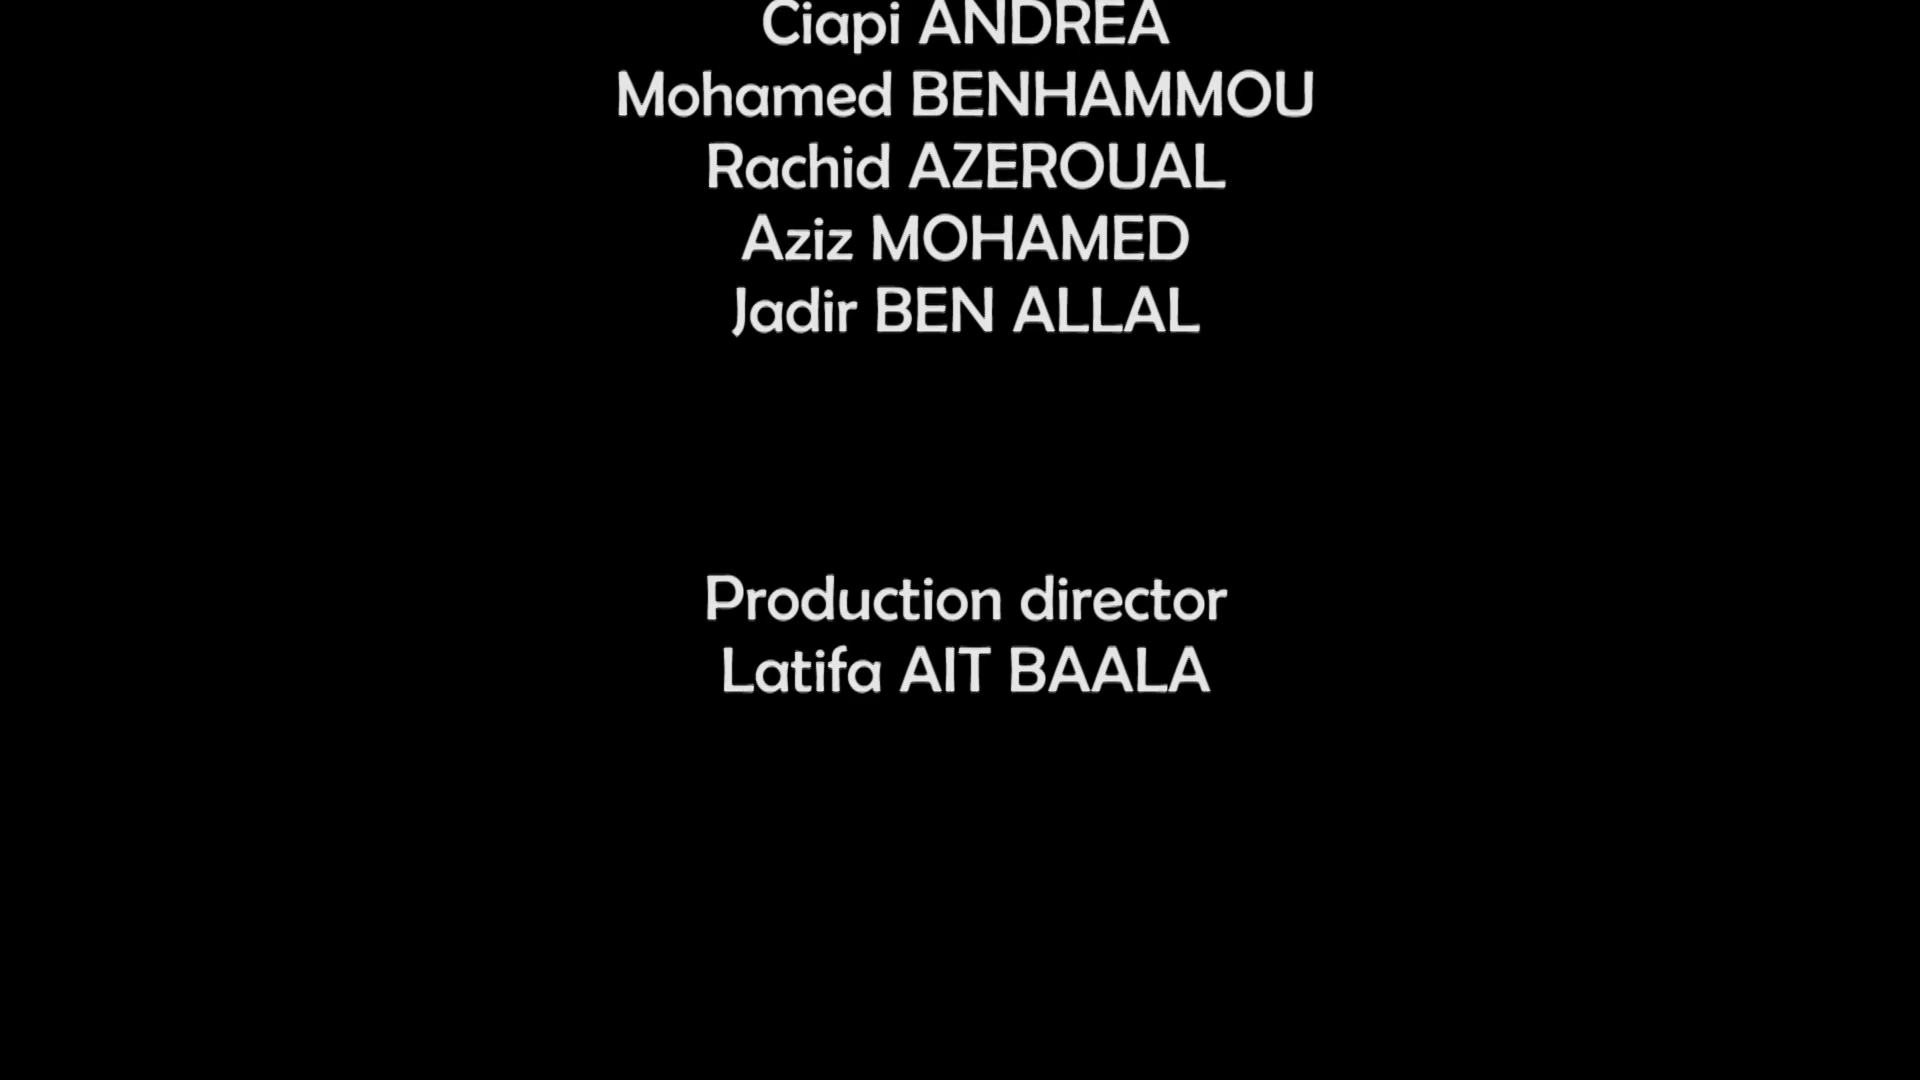 Ciapi ANDREA
Mohamed BENHAMMOU
Rachid AZEROUAL
Aziz MOHAMED
Jadir BEN ALLAL
Production director
Latifa AIT BAALA